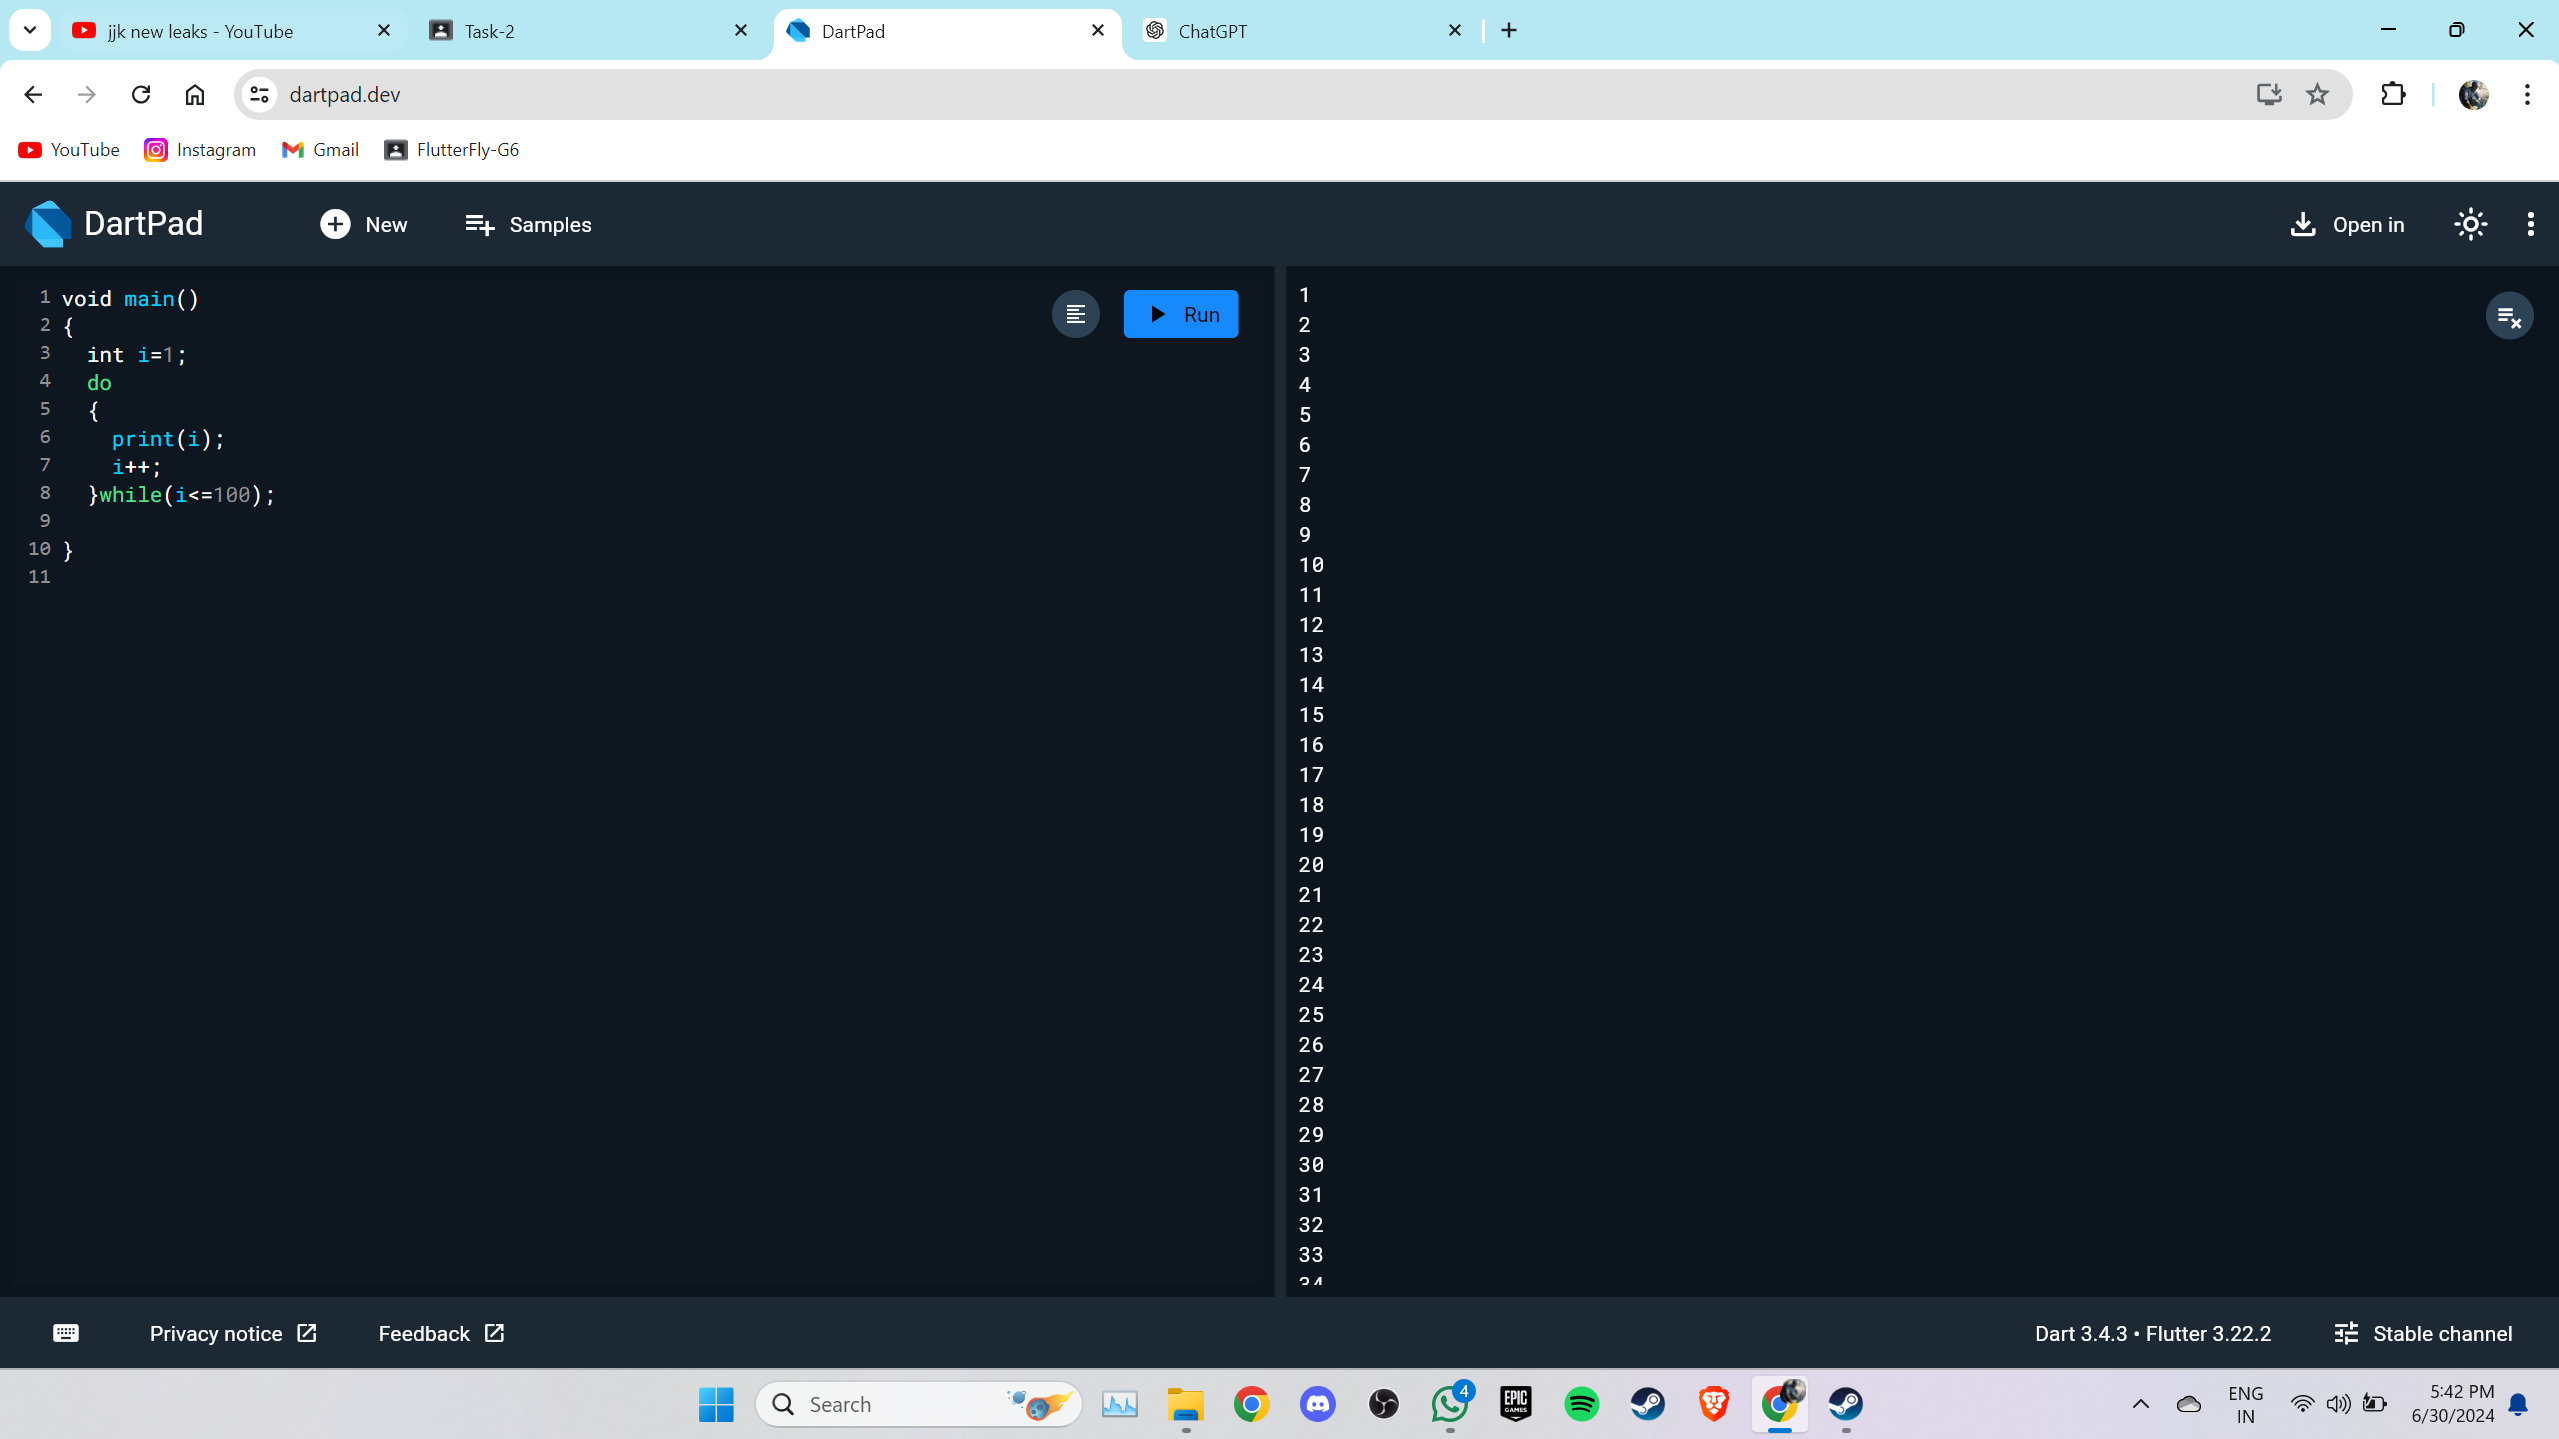 jjk new leaks - YouTube
Task-2
DartPad
ChatGPT
dartpad.dev
YouTube
Instagram
Gmail
FlutterFly-G6
DartPad
New
Samples
Open in
1 void main()
2 {
3 int i=1;
4 do
5 {
6 print(i);
7 i++;
8 }while(i<=100);
9
10 }
11
Run
1
2
3
4
5
6
7
8
9
10
11
12
13
14
15
16
17
18
19
20
21
22
23
24
25
26
27
28
29
30
31
32
33
34
Privacy notice
Feedback
Dart 3.4.3 • Flutter 3.22.2
Stable channel
Search
4
EPIC
GAMES
ENG
IN
5:42 PM
6/30/2024